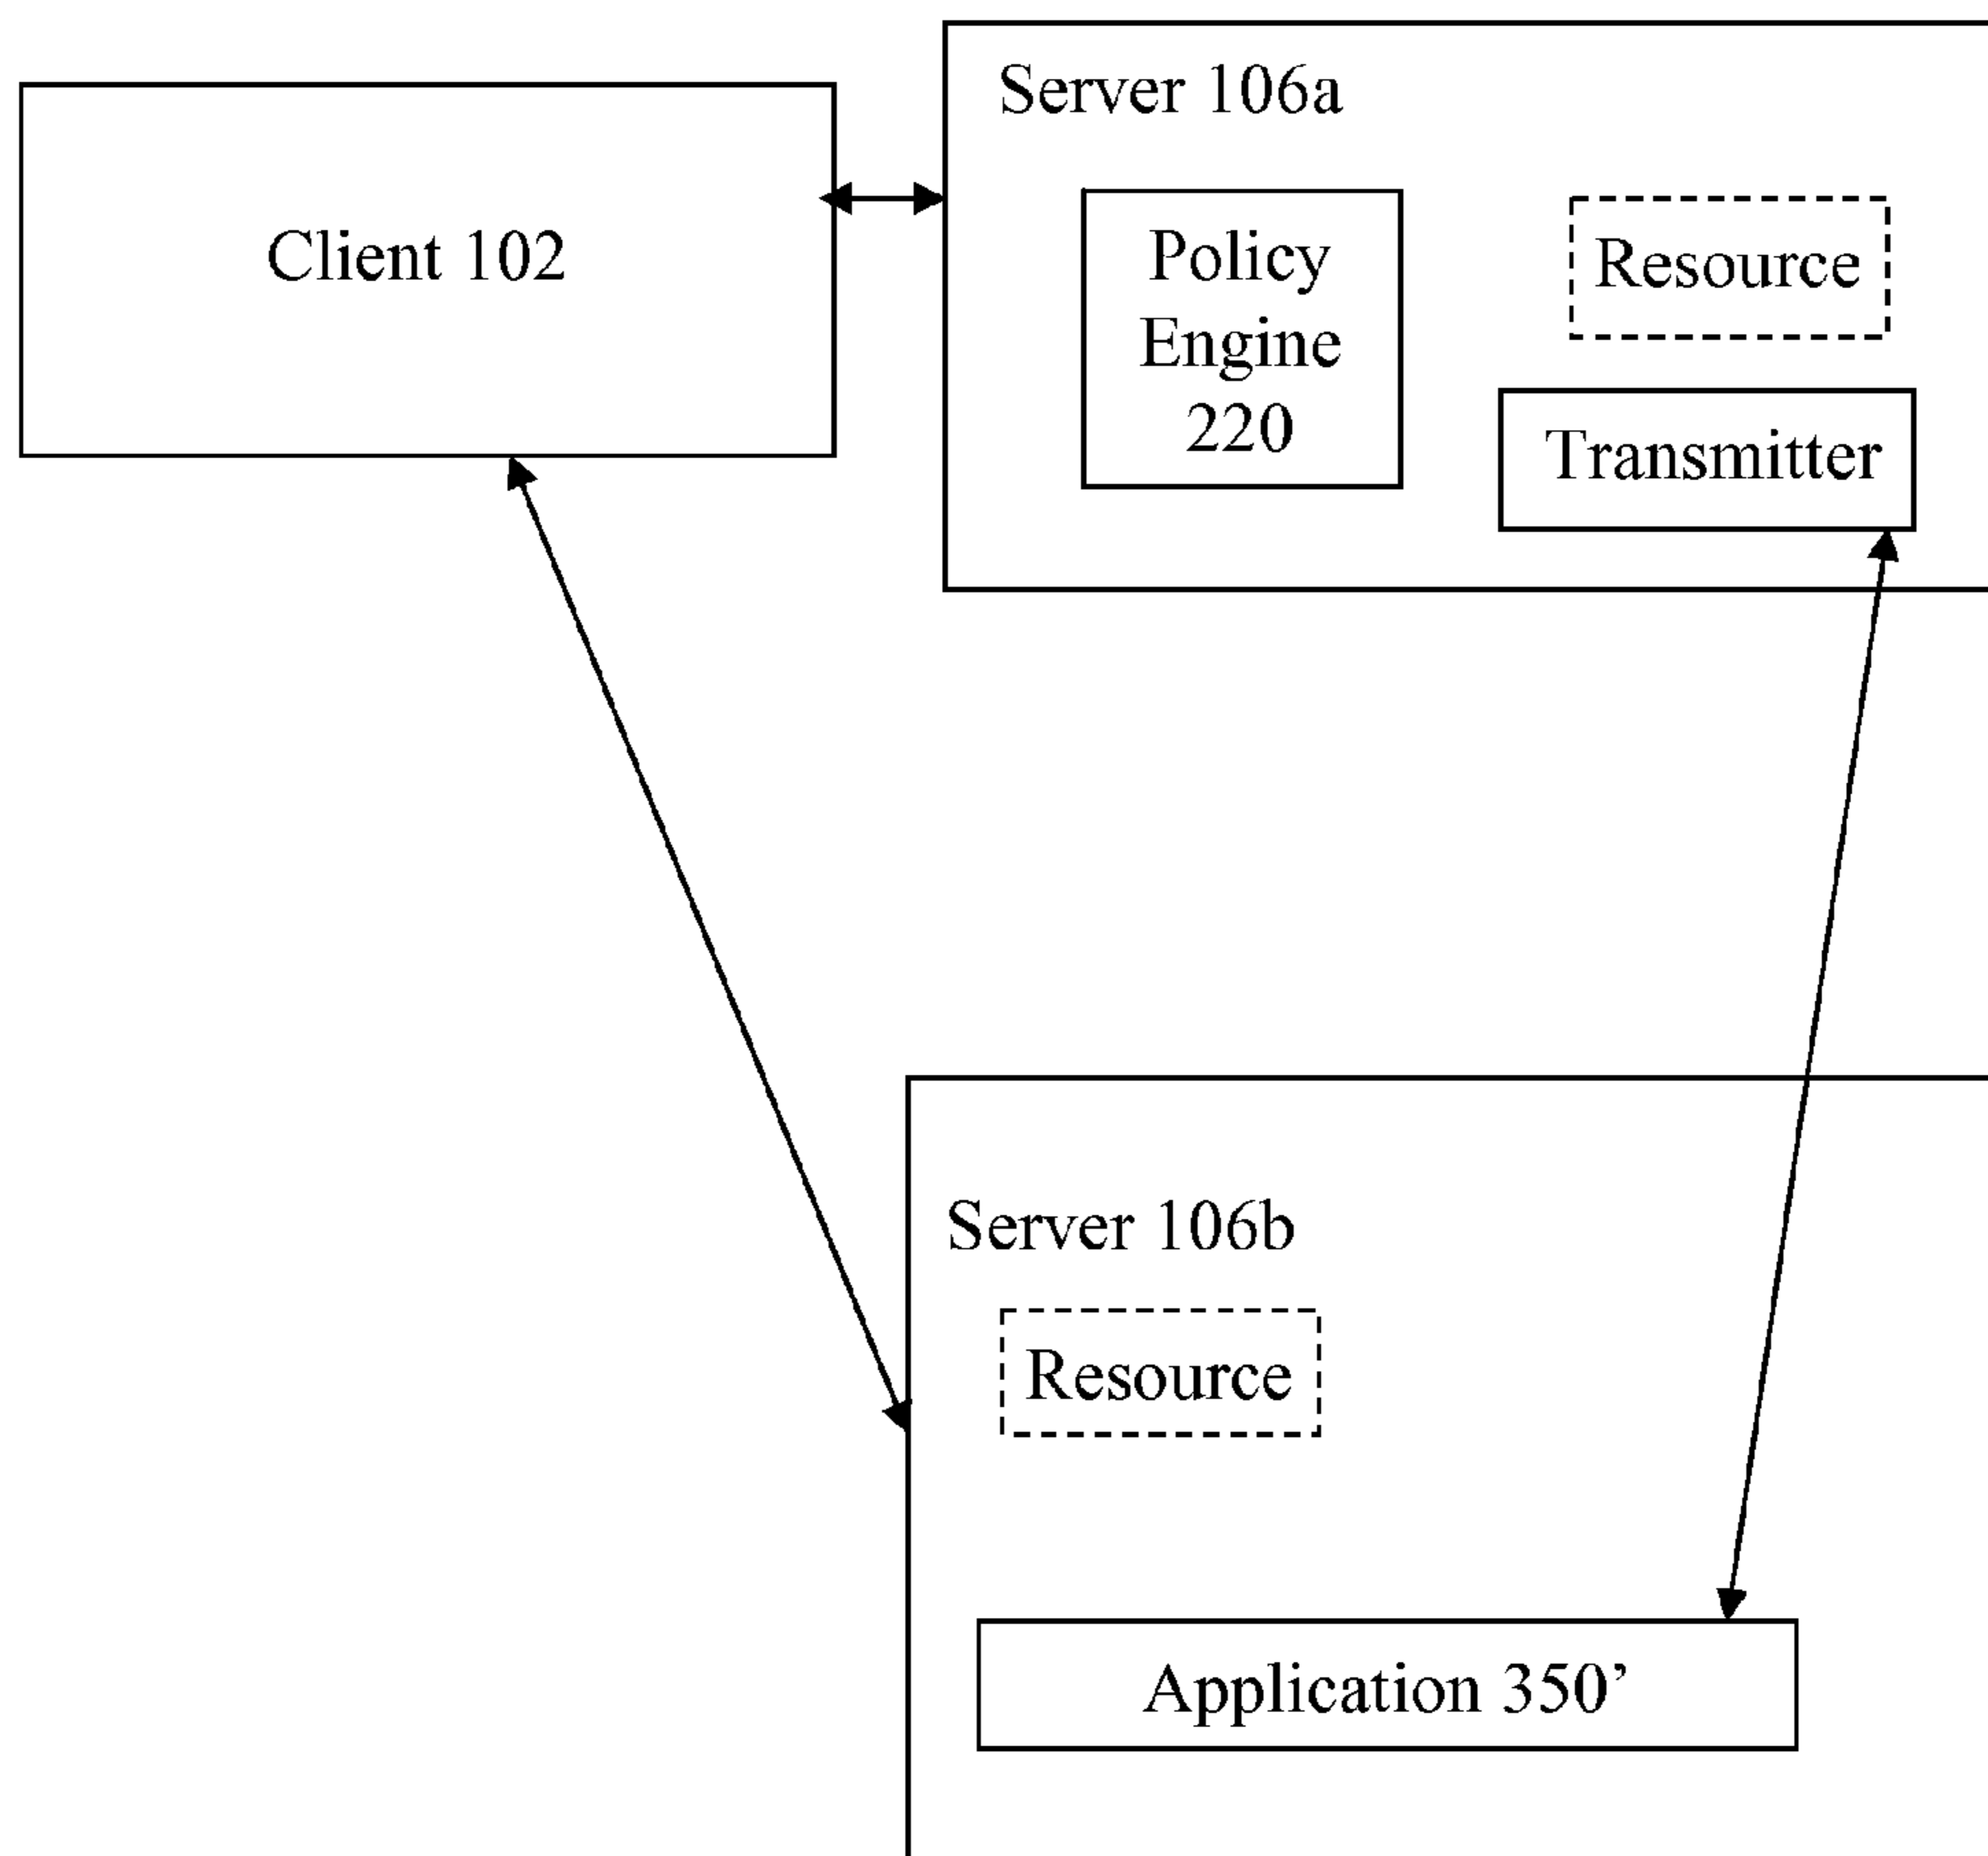 Server 106a
Client 102
Policy
Engine
220
Resource
Transmitter
Server 106b
Resource
Application 350’